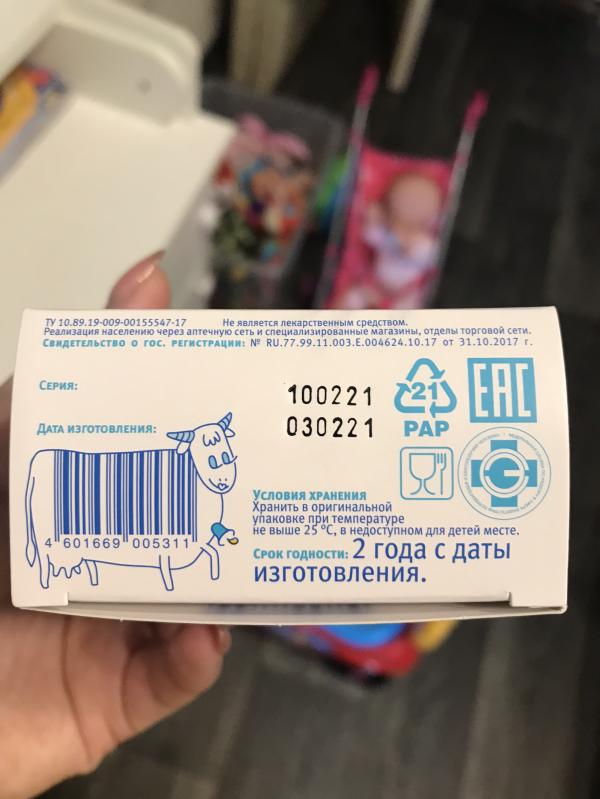 ТУ 10.89.19-009-00155547-17 Не является лекарственным средством.
Реализация населению через аптечную сеть и специализированные магазины, отделы торговой сети.
СВИДЕТЕЛЬСТВО О ГОС. РЕГИСТРАЦИИ: № RU.77.99.11.003.E.004624.10.17 от 31.10.2017 г.
СЕРИЯ: 100221
ДАТА ИЗГОТОВЛЕНИЯ: 030221
21
PAP
EAC
4 601669 005311
УСЛОВИЯ ХРАНЕНИЯ
Хранить в оригинальной
упаковке при температуре
не выше 25 °С, в недоступном для детей месте.
СРОК ГОДНОСТИ: 2 года с даты
изготовления.